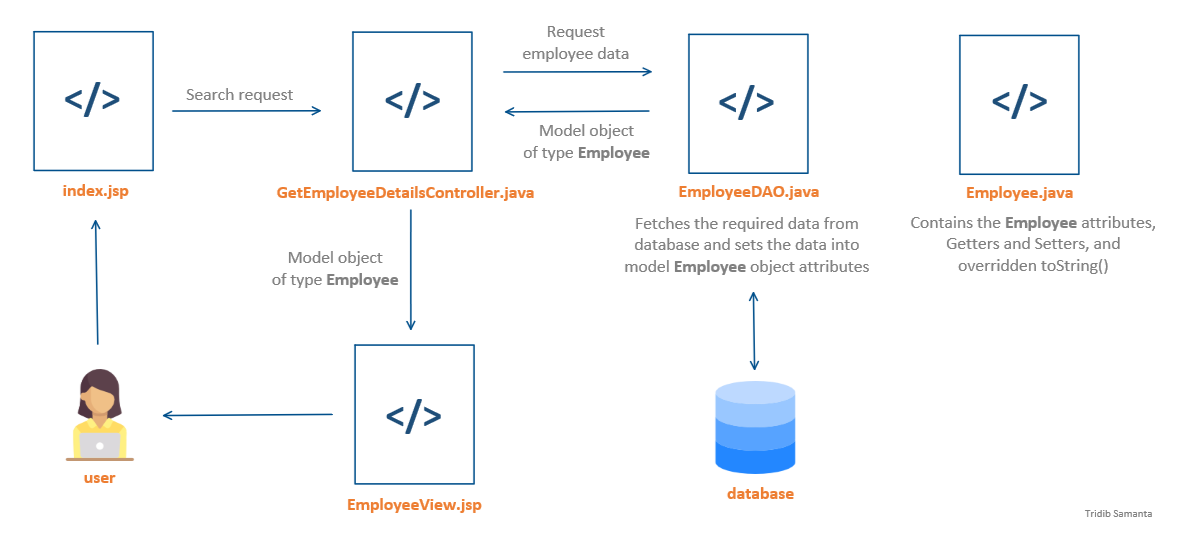 Request
employee data
Search request
</>
</>
</>
</>
Model object
of type Employee
index.jsp
GetEmployeeDetailsController.java
EmployeeDAO.java
Employee.java
Fetches the required data from
database and sets the data into
model Employee object attributes
Contains the Employee attributes,
Getters and Setters, and
overridden toString()
Model object
of type Employee
</>
user
EmployeeView.jsp
database
Tridib Samanta